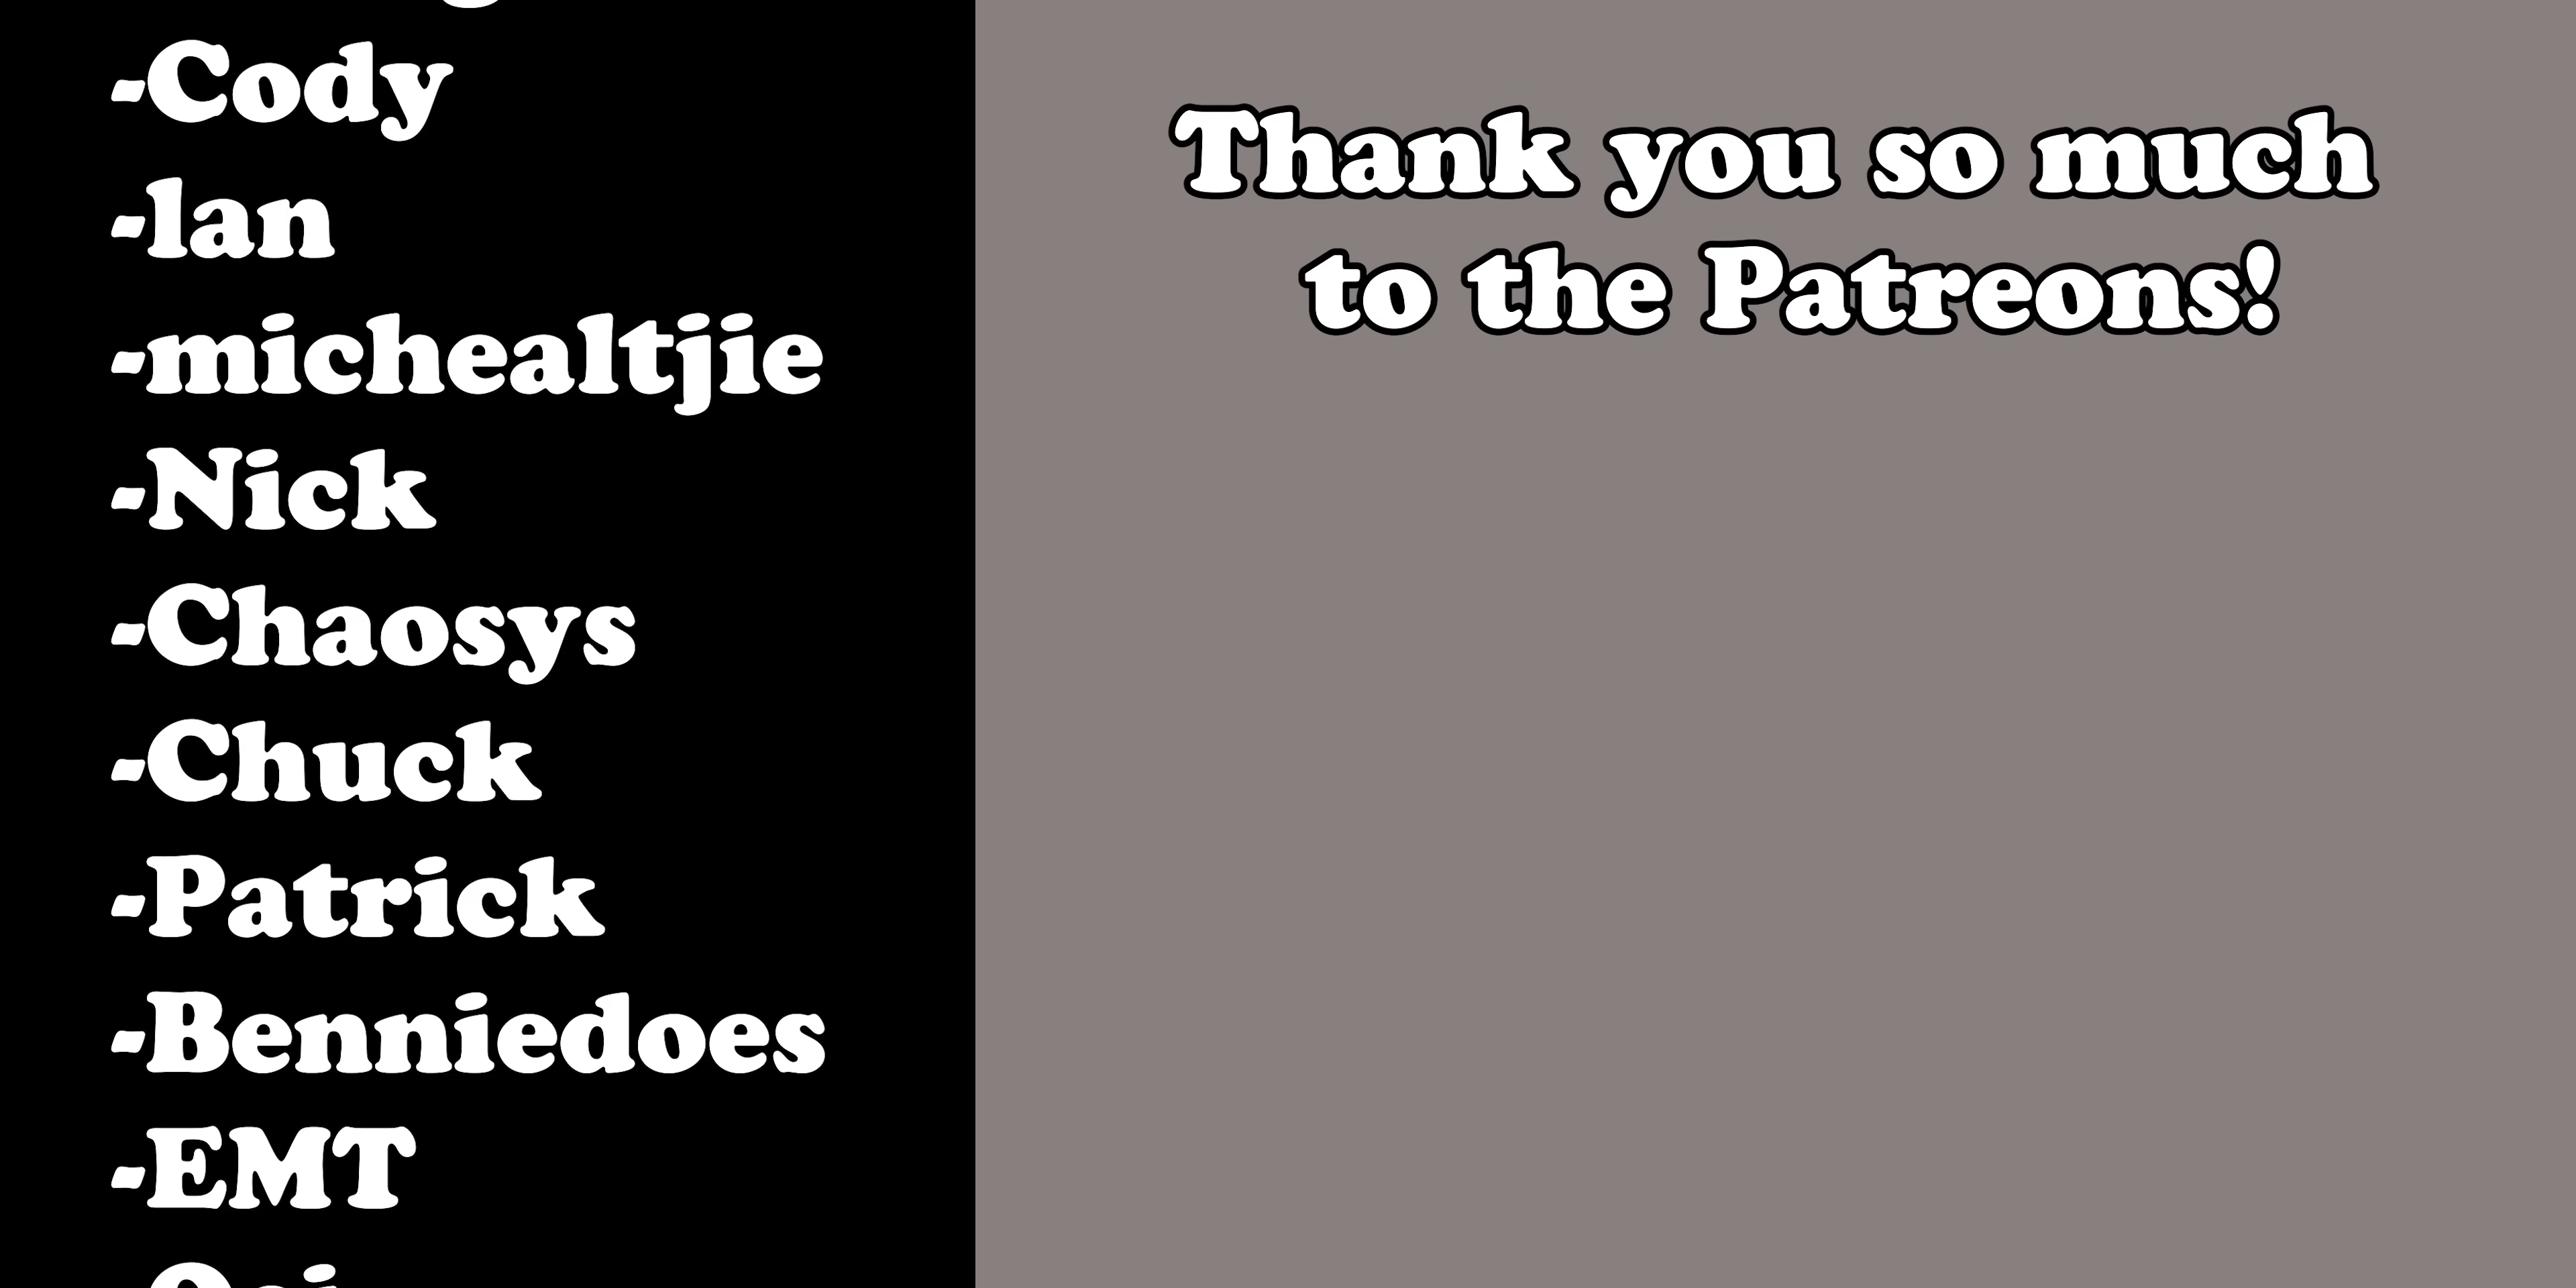 -Cody
-lan
-michealtjie
-Nick
-Chaosys
-Chuck
-Patrick
-Benniedoes
-EMT
Thank you so much
to the Patreons!